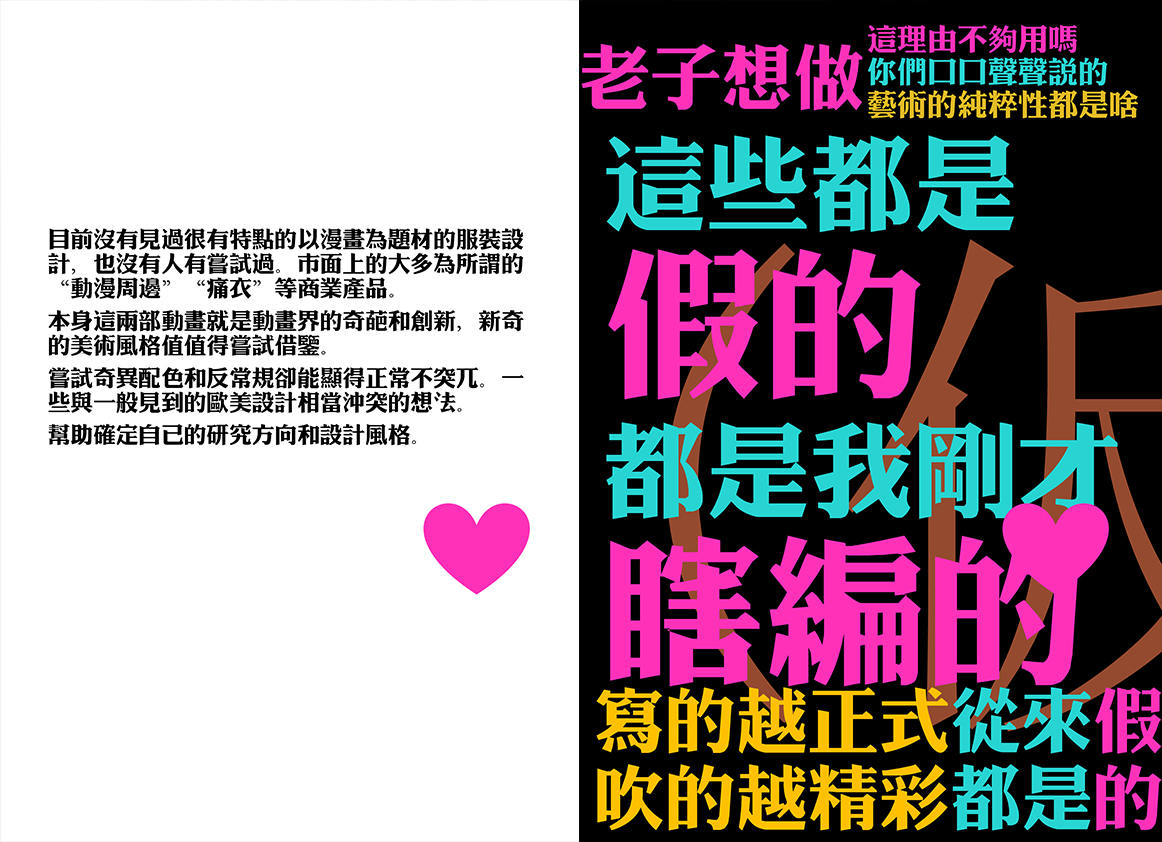 目前沒有見過很有特點的以漫畫為題材的服裝設
計，也沒有人有嘗試過。市面上的大多為所謂的
“動漫周邊”“痛衣”等商業產品。
本身這兩部動畫就是動畫界的奇葩和創新，新奇
的美術風格值值得嘗試借鑒。
嘗試奇異配色和反常規卻能顯得正常不突兀。一
些與一般見到的歐美設計相當沖突的想法。
幫助確定自己的研究方向和設計風格。
老子想做
這理由不夠用嗎
你們口口聲聲說的
藝術的純粹性都是啥
這些都是
假的
都是我剛才
瞎編的
寫的越正式從來假
吹的越精彩都是的